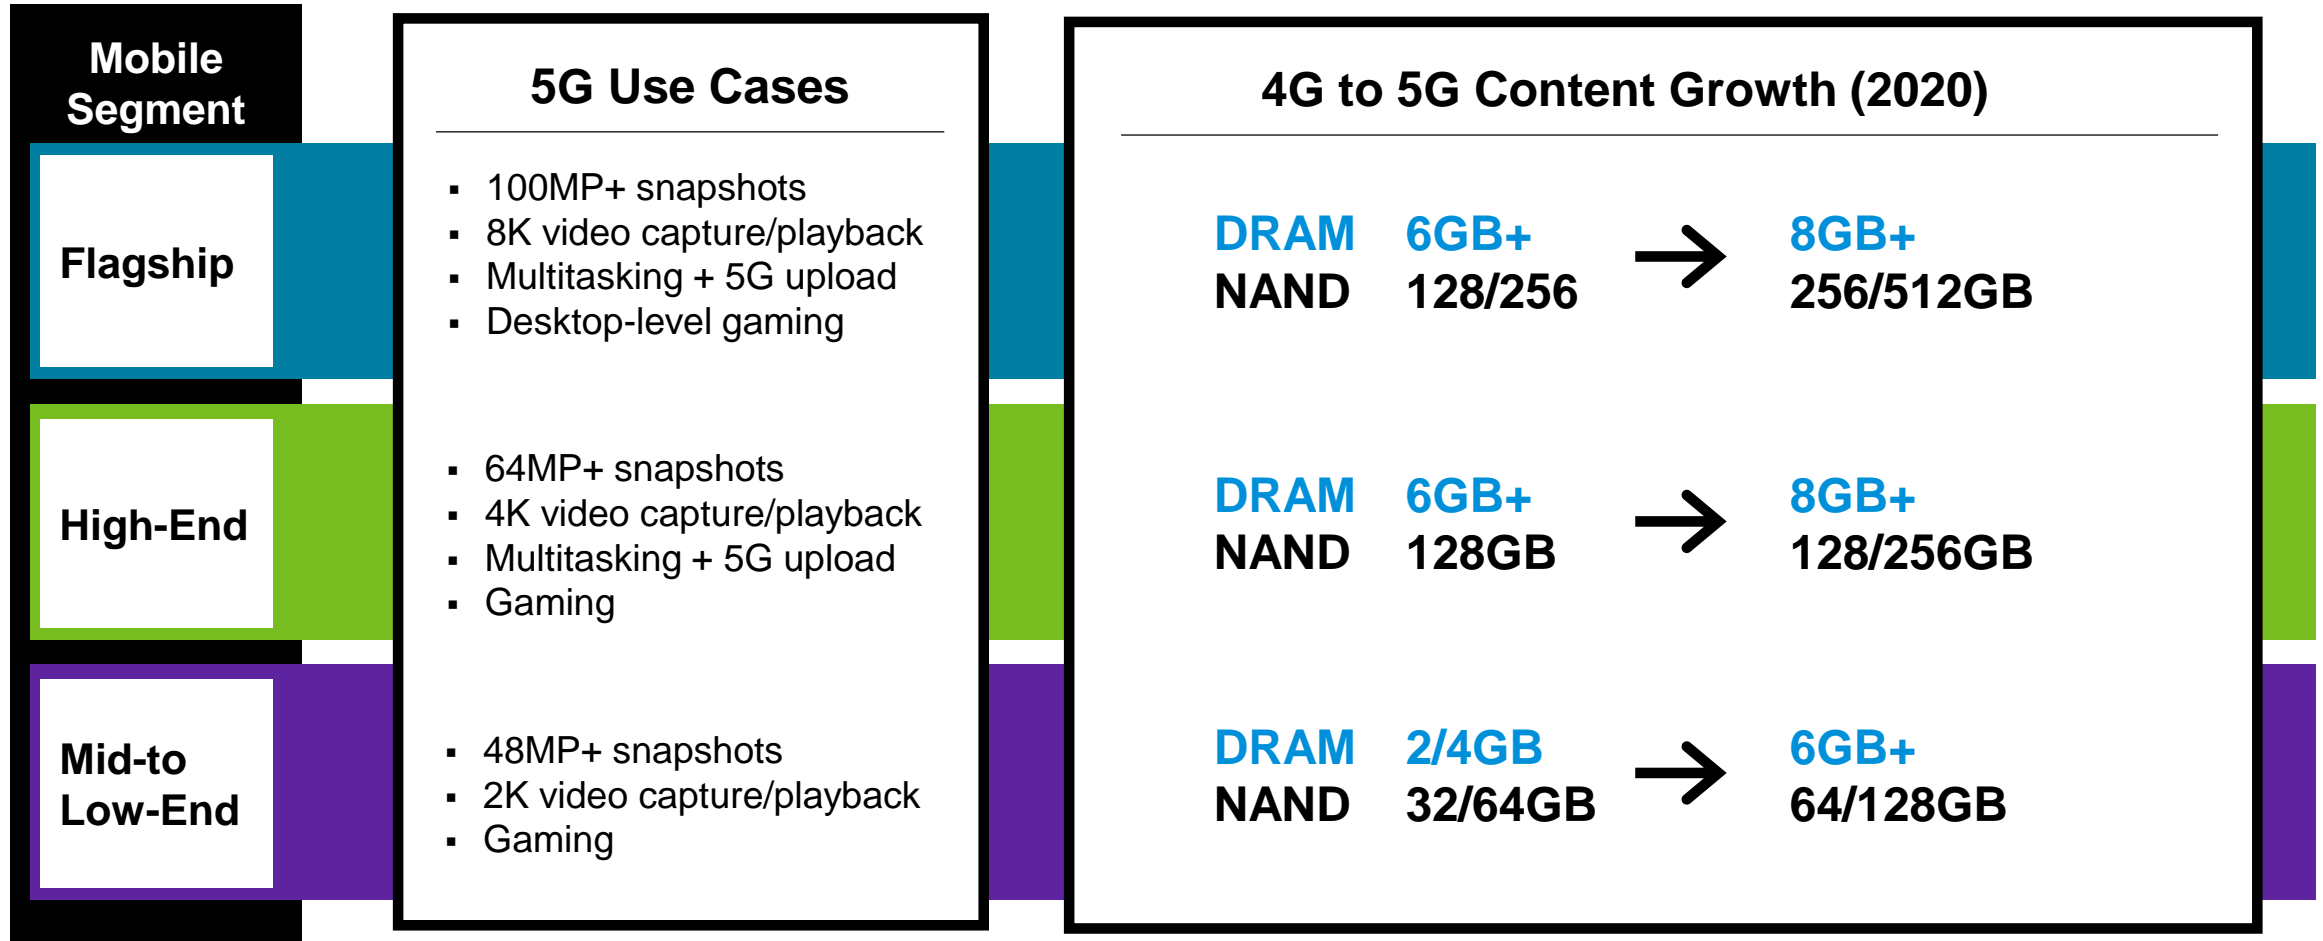 Mobile
Segment
5G Use Cases
4G to 5G Content Growth (2020)
Flagship
▪ 100MP+ snapshots
▪ 8K video capture/playback
▪ Multitasking + 5G upload
▪ Desktop-level gaming
DRAM 6GB+ → 8GB+
NAND 128/256 256/512GB
High-End
▪ 64MP+ snapshots
▪ 4K video capture/playback
▪ Multitasking + 5G upload
▪ Gaming
DRAM 6GB+ → 8GB+
NAND 128GB 128/256GB
Mid-to
Low-End
▪ 48MP+ snapshots
▪ 2K video capture/playback
▪ Gaming
DRAM 2/4GB → 6GB+
NAND 32/64GB 64/128GB